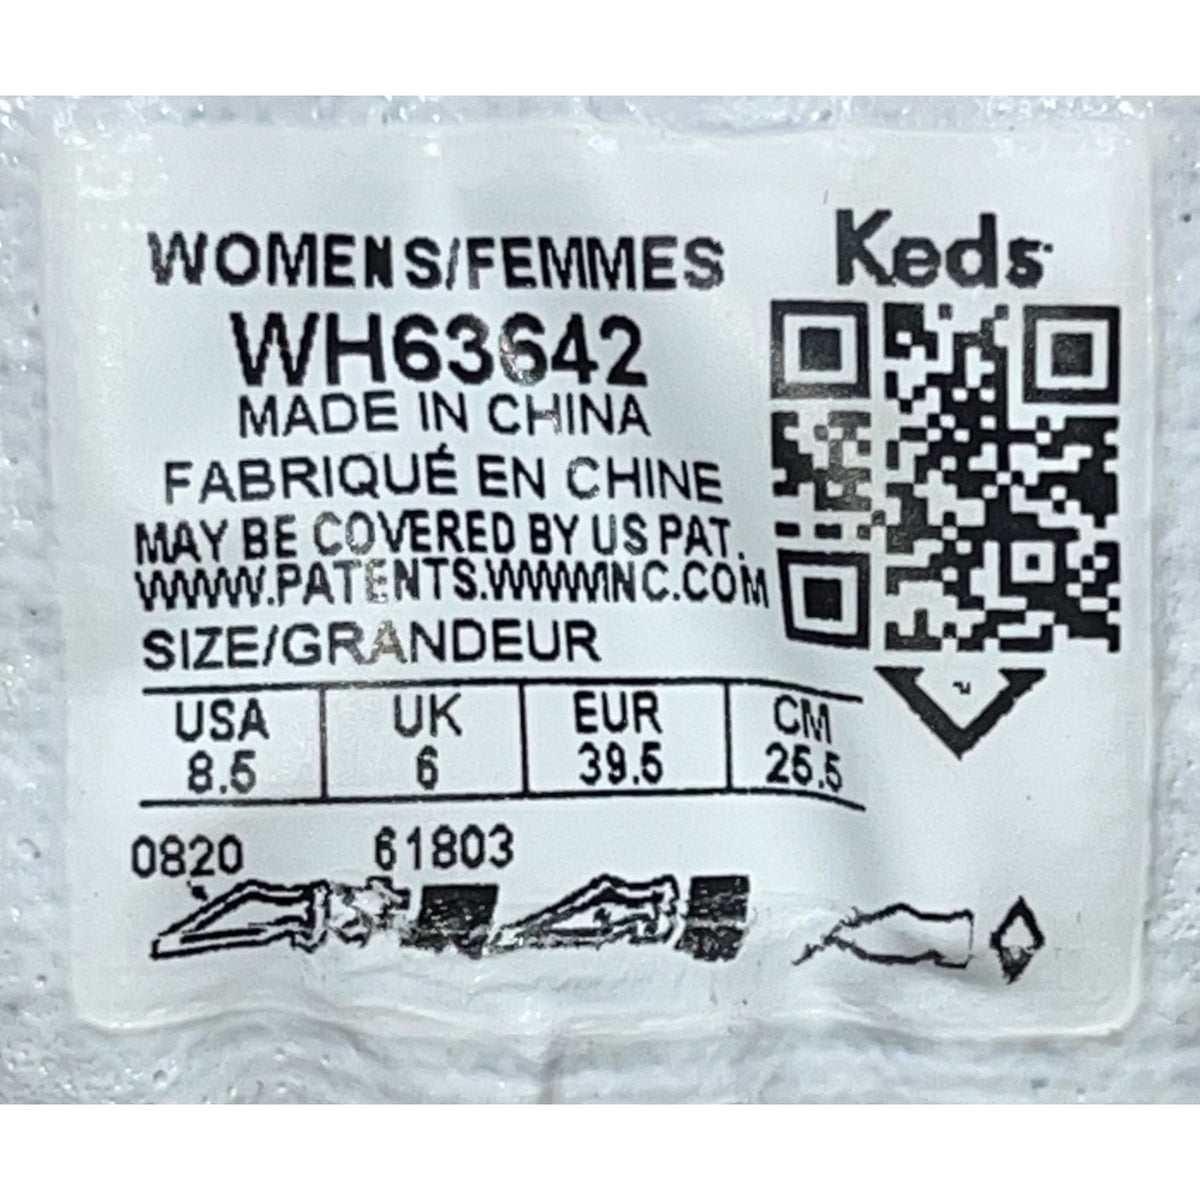 WOMENS/FEMMES
Keds
WH63642
MADE IN CHINA
FABRIQUÉ EN CHINE
MAY BE COVERED BY US PAT.
WWW.PATENTS.WWWINC.COM
SIZE/GRANDEUR
USA UK EUR CM
8.5 6 39.5 25.5
0820 61803